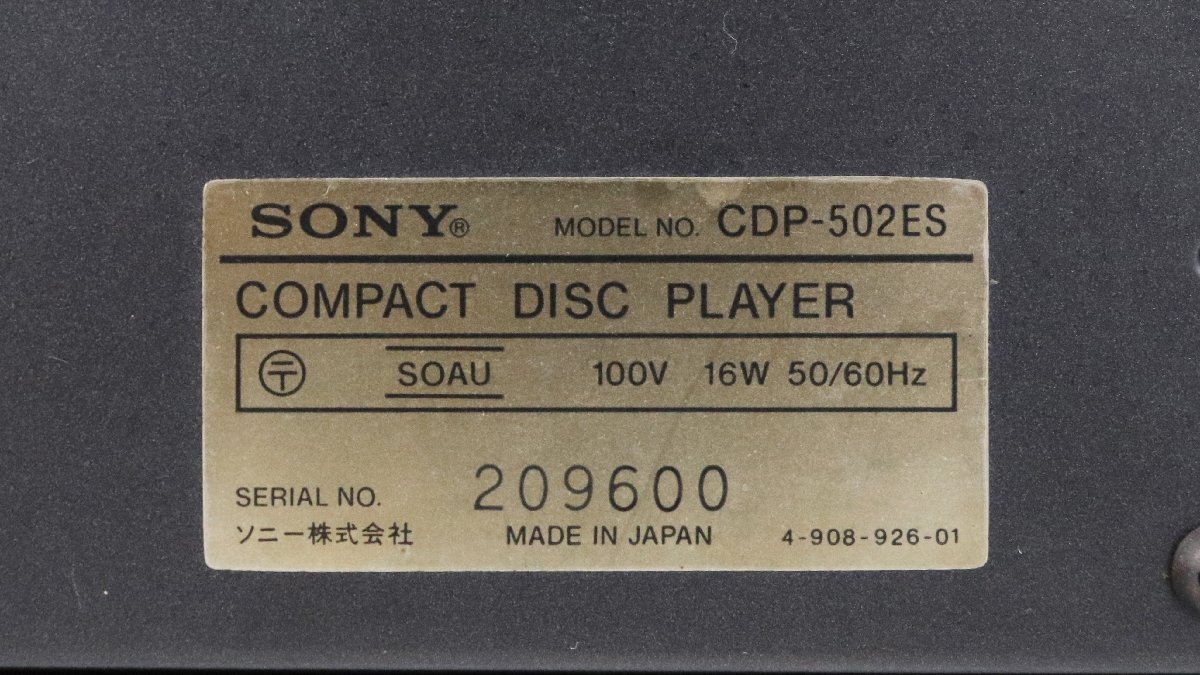 SONY® MODEL NO. CDP-502ES
COMPACT DISC PLAYER
〶 SOAU 100V 16W 50/60Hz
SERIAL NO. 209600
ソニー株式会社 MADE IN JAPAN 4-908-926-01